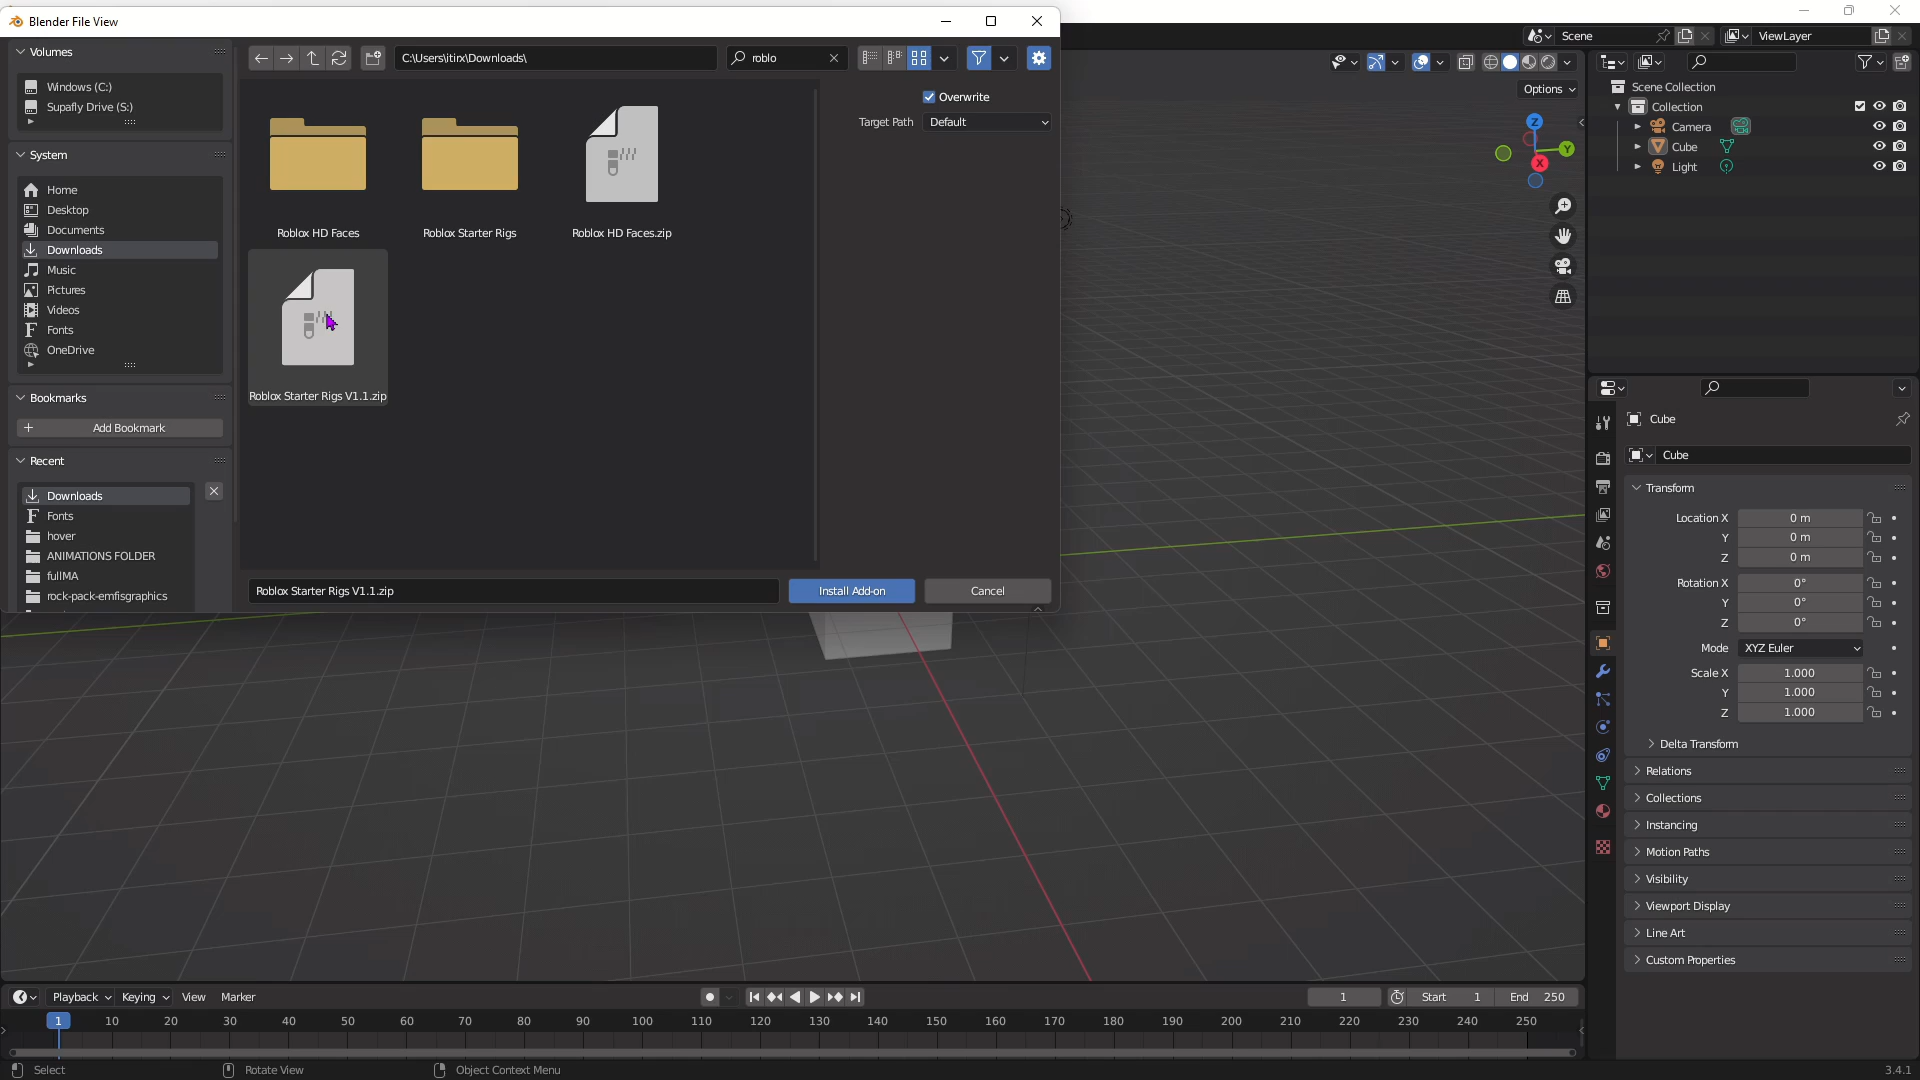 Blender File View
Volumes
Windows (C:)
Supafly Drive (S:)
System
Home
Desktop
Documents
Downloads
Music
Pictures
Videos
Fonts
OneDrive
Bookmarks
Add Bookmark
Recent
Downloads
Fonts
hover
ANIMATIONS FOLDER
fullMA
rock-pack-emfisgraphics
C:\Users\itirx\Downloads\
roblo
Roblox HD Faces
Roblox Starter Rigs
Roblox HD Faces.zip
Roblox Starter Rigs V1.1.zip
Overwrite
Target Path Default
Roblox Starter Rigs V1.1.zip
Install Add-on
Cancel
Scene
ViewLayer
Options
Z
Y
X
Scene Collection
Collection
Camera
Cube
Light
Cube
Cube
Transform
Location X 0 m
Y 0 m
Z 0 m
Rotation X 0°
Y 0°
Z 0°
Mode XYZ Euler
Scale X 1.000
Y 1.000
Z 1.000
Delta Transform
Relations
Collections
Instancing
Motion Paths
Visibility
Viewport Display
Line Art
Custom Properties
Playback Keying View Marker
1 Start 1 End 250
1 10 20 30 40 50 60 70 80 90 100 110 120 130 140 150 160 170 180 190 200 210 220 230 240 250
Select Rotate View Object Context Menu 3.4.1